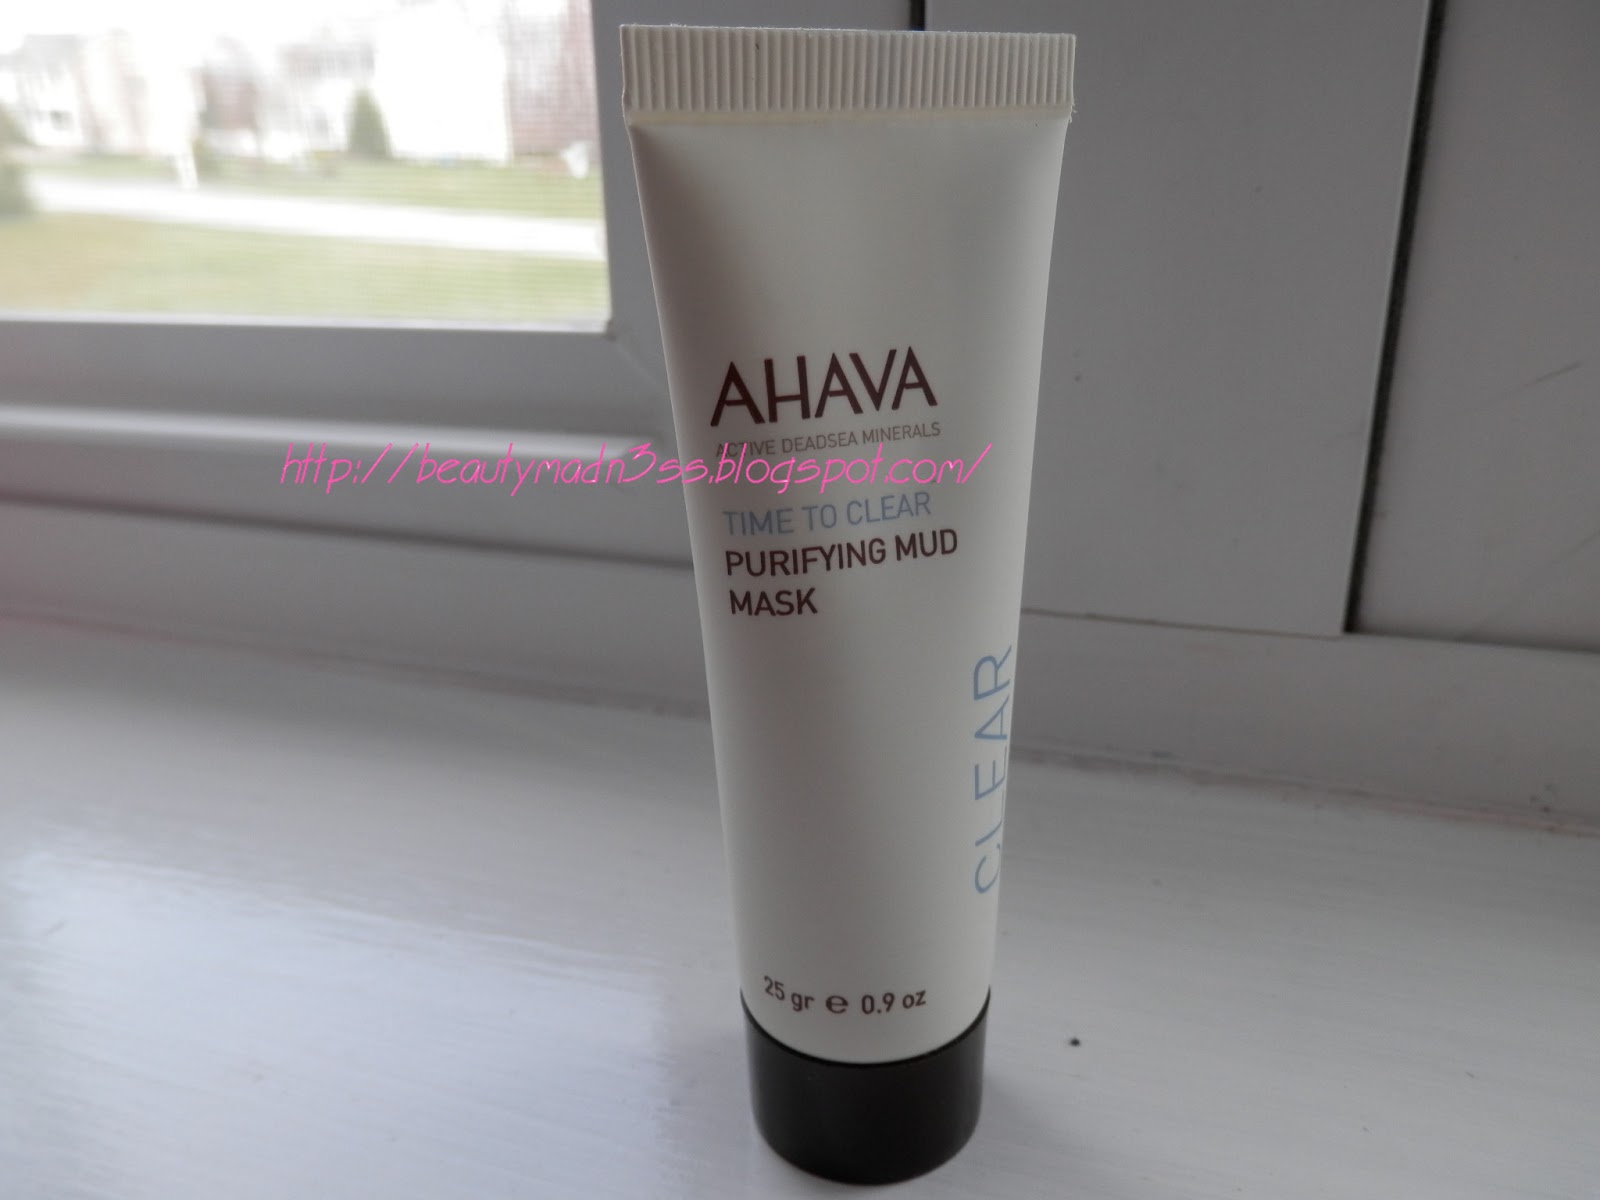 AHAVA
ACTIVE DEADSEA MINERALS
http://beautymadn3ss.blogspot.com/
TIME TO CLEAR
PURIFYING MUD
MASK
CLEAR
25 gr e 0.9 oz